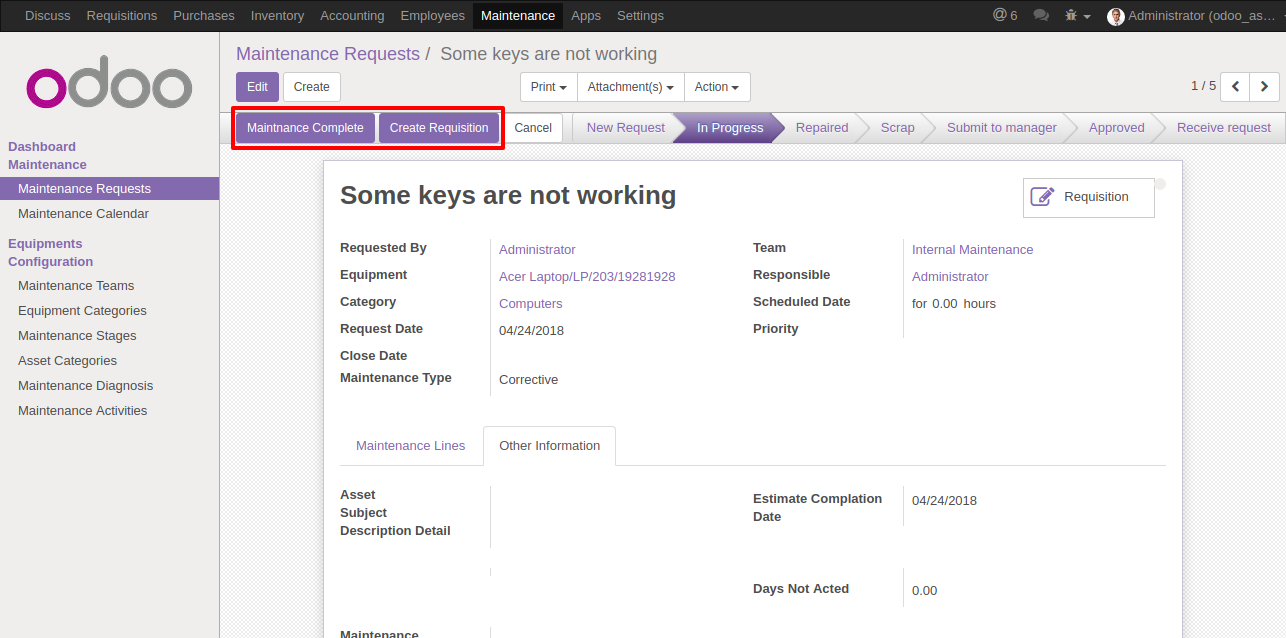 Discuss Requisitions Purchases Inventory Accounting Employees Maintenance Apps Settings @ 6 Administrator (odoo_as...
odoo
Maintenance Requests / Some keys are not working
Edit Create Print Attachment(s) Action 1 / 5
Maintnance Complete Create Requisition Cancel New Request In Progress Repaired Scrap Submit to manager Approved Receive request
Dashboard
Maintenance
Maintenance Requests
Maintenance Calendar
Equipments
Configuration
Maintenance Teams
Equipment Categories
Maintenance Stages
Asset Categories
Maintenance Diagnosis
Maintenance Activities
Some keys are not working
Requisition
Requested By Administrator
Equipment Acer Laptop/LP/203/19281928
Category Computers
Request Date 04/24/2018
Close Date
Maintenance Type Corrective
Team Internal Maintenance
Responsible Administrator
Scheduled Date for 0.00 hours
Priority
Maintenance Lines Other Information
Asset
Subject
Description Detail
Estimate Complation 04/24/2018
Date
Days Not Acted 0.00
Maintenance